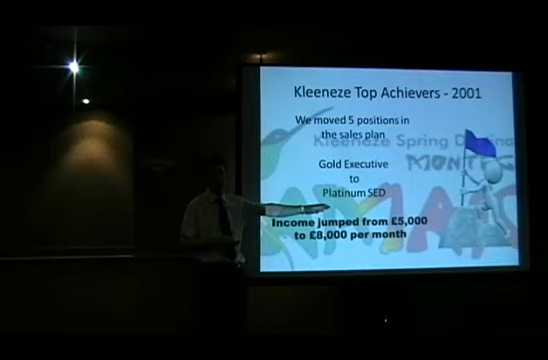 Kleeneze Top Achievers - 2001
We moved 5 positions in
the sales plan
Kleeneze Spring
Gold Executive
to
Platinum SED
Income jumped from £5,000
to £8,000 per month